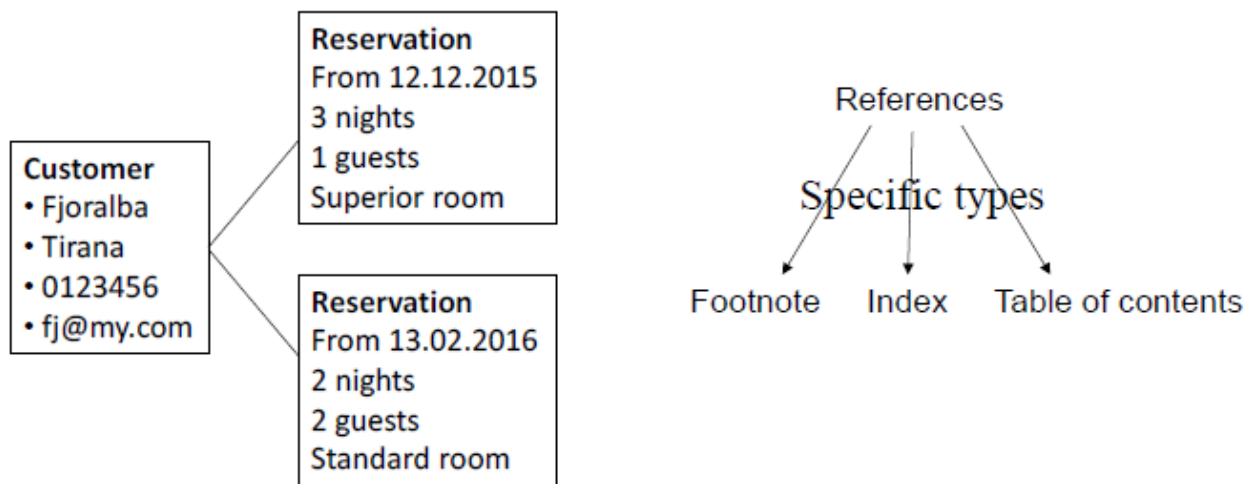 Customer
• Fjoralba
• Tirana
• 0123456
• fj@my.com
Reservation
From 12.12.2015
3 nights
1 guests
Superior room
Reservation
From 13.02.2016
2 nights
2 guests
Standard room
References
Specific types
Footnote Index Table of contents